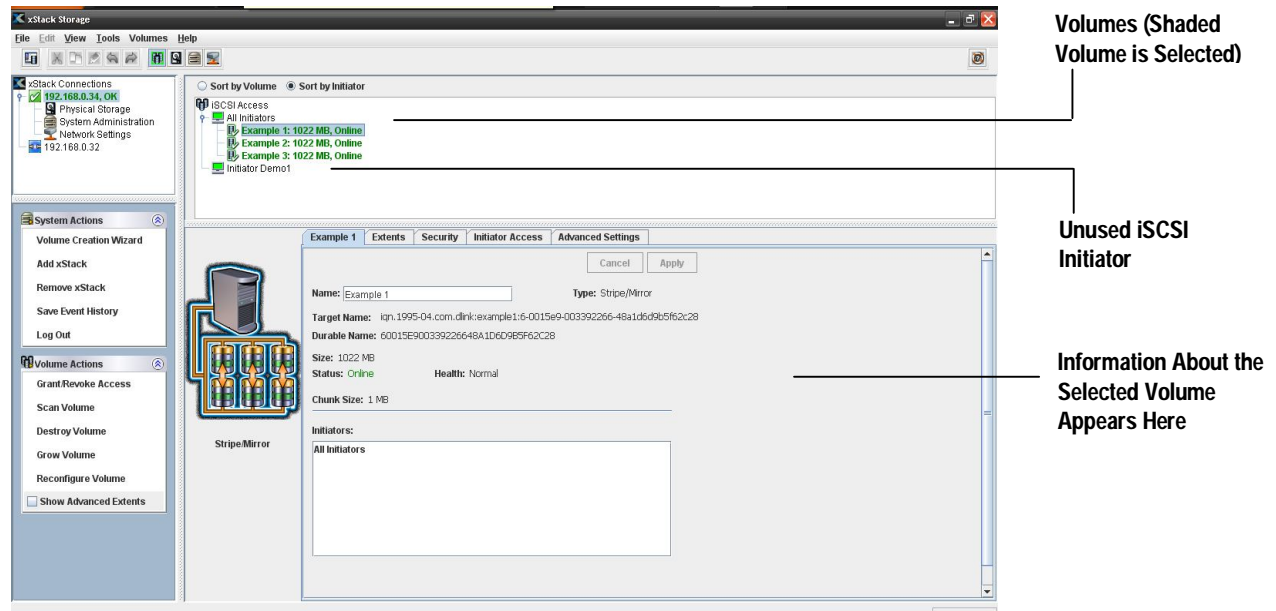 xStack Storage
File Edit View Tools Volumes Help
xStack Connections
192.168.0.34, OK
Physical Storage
System Administration
Network Settings
192.168.0.32
Sort by Volume Sort by Initiator
iSCSI Access
All Initiators
Example 1: 1022 MB, Online
Example 2: 1022 MB, Online
Example 3: 1022 MB, Online
Initiator Demo1
System Actions
Volume Creation Wizard
Add xStack
Remove xStack
Save Event History
Log Out
Volume Actions
Grant/Revoke Access
Scan Volume
Destroy Volume
Grow Volume
Reconfigure Volume
Show Advanced Extents
Stripe/Mirror
Example 1 Extents Security Initiator Access Advanced Settings
Cancel Apply
Name: Example 1 Type: Stripe/Mirror
Target Name: iqn.1995-04.com.dlink:example1:6-0015e9-003392266-48a1d6d9b5f62c28
Durable Name: 60015E900339226648A1D6D9B5F62C28
Size: 1022 MB
Status: Online Health: Normal
Chunk Size: 1 MB
Initiators:
All Initiators
Volumes (Shaded
Volume is Selected)
Unused iSCSI
Initiator
Information About the
Selected Volume
Appears Here